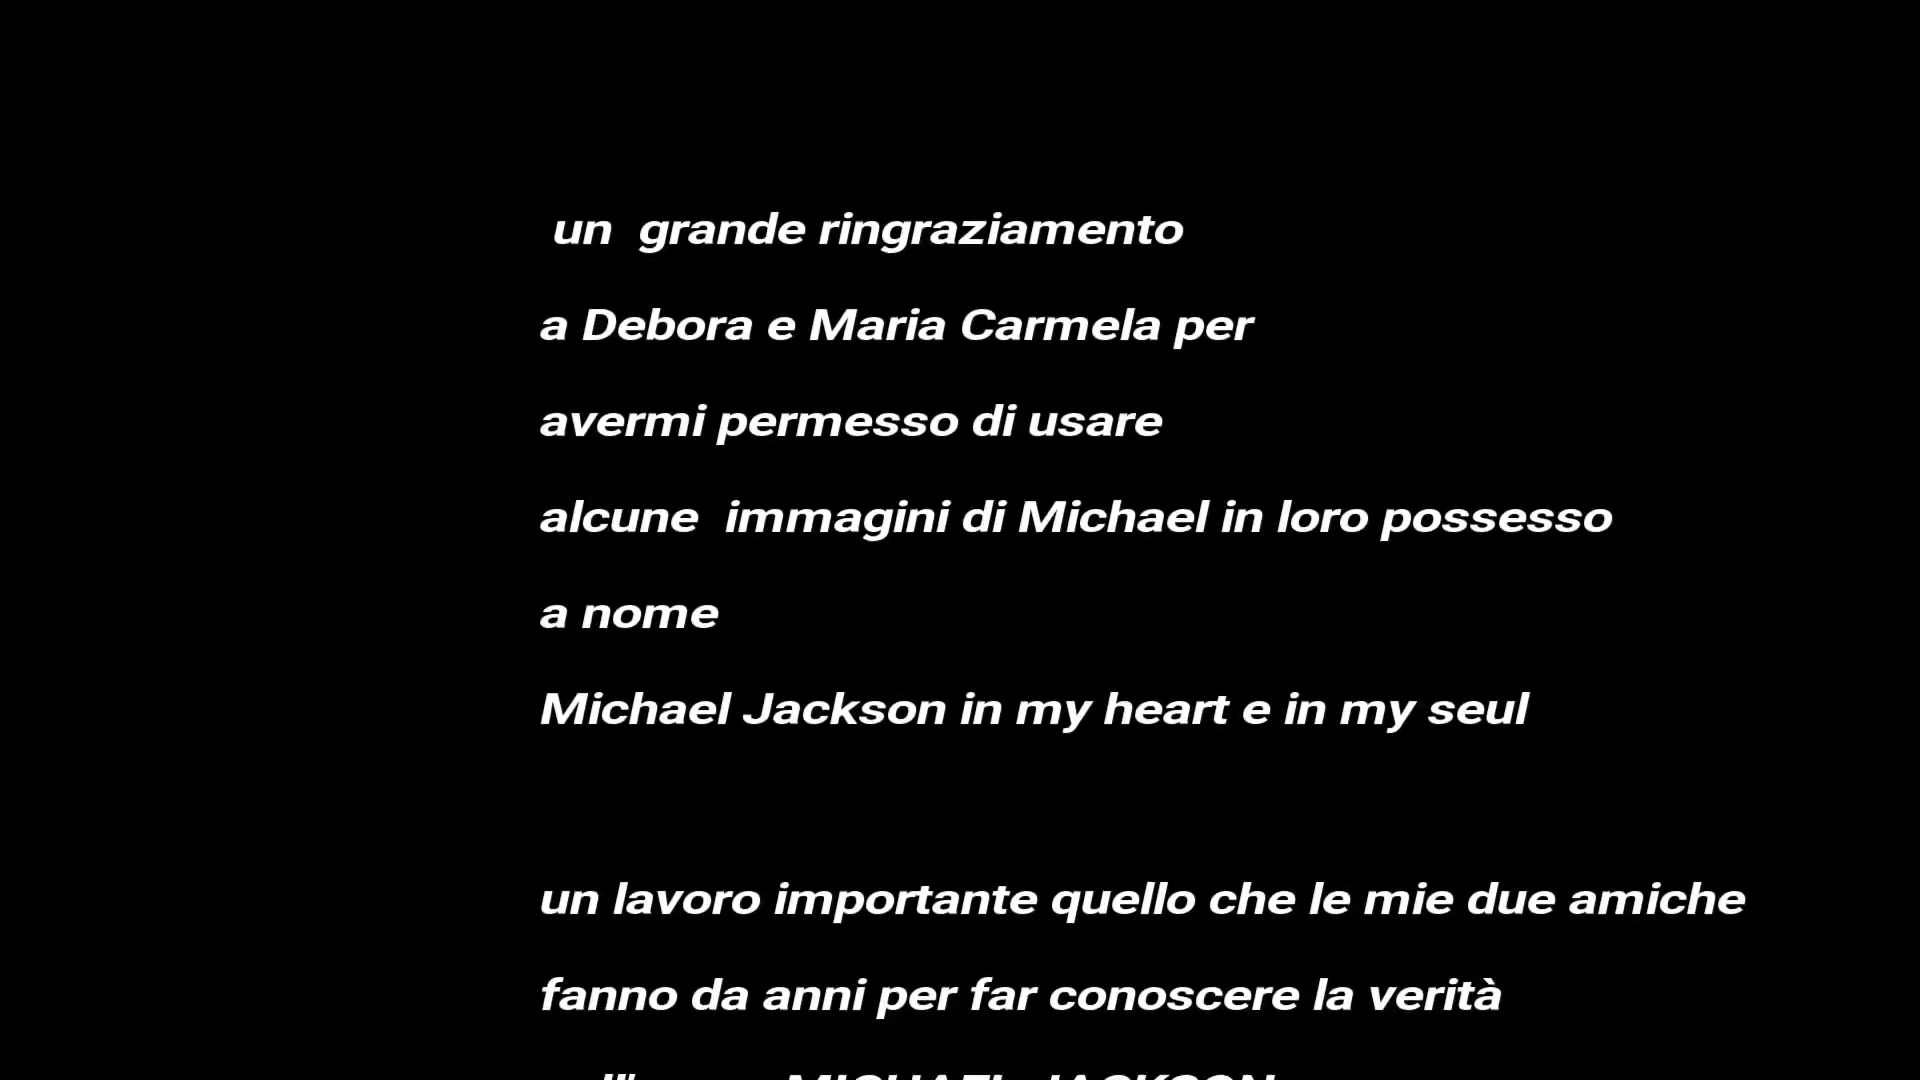 un grande ringraziamento
a Debora e Maria Carmela per
avermi permesso di usare
alcune immagini di Michael in loro possesso
a nome
Michael Jackson in my heart e in my seul
un lavoro importante quello che le mie due amiche
fanno da anni per far conoscere la verità
MICHAEL JACKSON